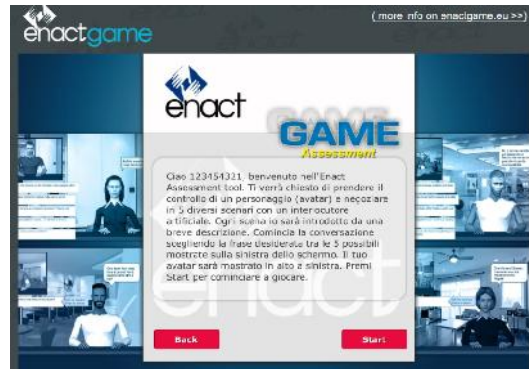 enactgame
( more info on enactgame.eu >>)
enact
GAME
Assessment
Ciao 123454321, benvenuto nell'Enact
Assessment tool. Ti verrà chiesto di prendere il
controllo di un personaggio (avatar) e negoziare
in 5 diversi scenari con un interlocutore
artificiale. Ogni scenario sarà introdotto da una
breve descrizione. Comincia la conversazione
scegliendo la frase desiderata tra le 5 possibili
mostrate sulla sinistra dello schermo. Il tuo
avatar sarà mostrato in alto a sinistra. Premi
Start per cominciare a giocare.
Back
Start